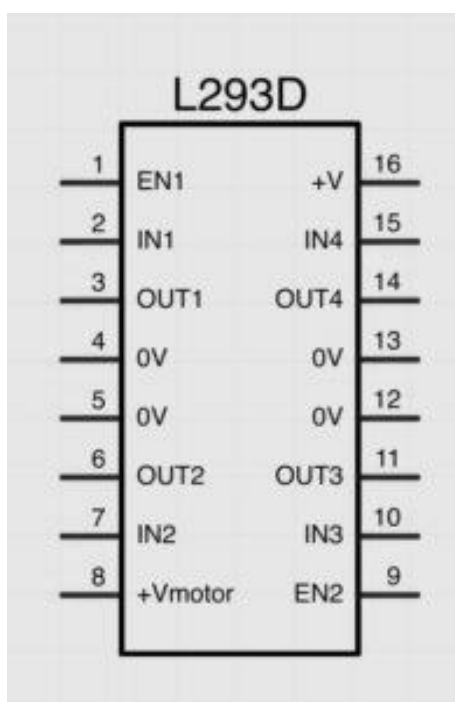 L293D
1 EN1 +V 16
2 IN1 IN4 15
3 OUT1 OUT4 14
4 0V 0V 13
5 0V 0V 12
6 OUT2 OUT3 11
7 IN2 IN3 10
8 +Vmotor EN2 9